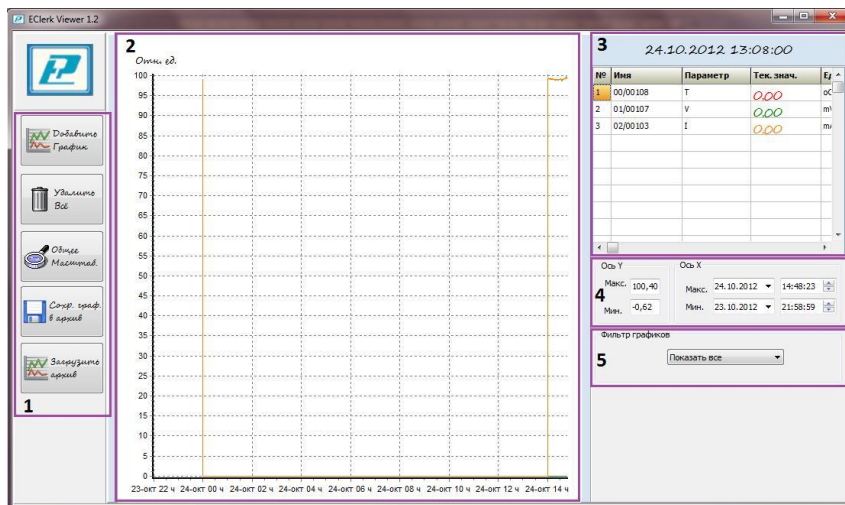 EClerk Viewer 1.2
Добавить
График
Удалить
Всё
Общее
Масштаб.
Сохр. граф.
в архив
Загрузить
архив
1
2
Отн. ед.
100
95
90
85
80
75
70
65
60
55
50
45
40
35
30
25
20
15
10
5
0
23-окт 22 ч 24-окт 00 ч 24-окт 02 ч 24-окт 04 ч 24-окт 06 ч 24-окт 08 ч 24-окт 10 ч 24-окт 12 ч 24-окт 14 ч
3
24.10.2012 13:08:00
№ Имя Параметр Тек. знач.
1 00/00108 T 0,00 oC
2 01/00107 V 0,00
3 02/00103 I 0,00
4
Ось Y Ось X
Макс. 100,40 Макс. 24.10.2012 14:48:23
Мин. -0,62 Мин. 23.10.2012 21:58:59
Фильтр графиков
5
Показать все